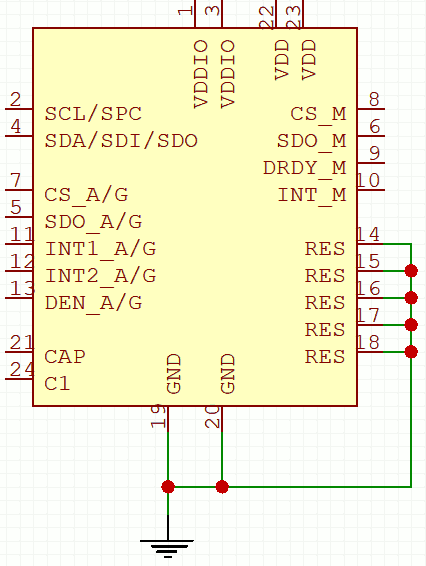 1 3 22 23
VDDIO VDDIO VDD VDD
2 SCL/SPC CS_M 8
4 SDA/SDI/SDO SDO_M 6
DRDY_M 9
7 CS_A/G INT_M 10
5 SDO_A/G
11 INT1_A/G RES 14
12 INT2_A/G RES 15
13 DEN_A/G RES 16
RES 17
21 CAP RES 18
24 C1
GND GND
19 20